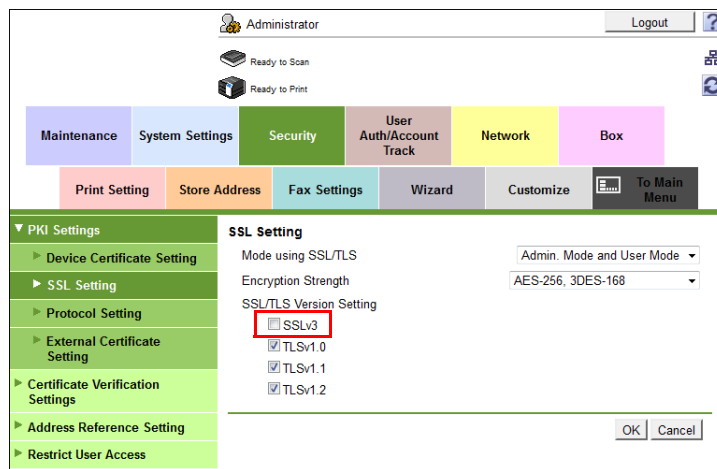 Administrator
Logout
?
Ready to Scan
Ready to Print
Maintenance
System Settings
Security
User
Auth/Account
Track
Network
Box
Print Setting
Store Address
Fax Settings
Wizard
Customize
To Main
Menu
PKI Settings
Device Certificate Setting
SSL Setting
Protocol Setting
External Certificate
Setting
Certificate Verification
Settings
Address Reference Setting
Restrict User Access
SSL Setting
Mode using SSL/TLS
Admin. Mode and User Mode
Encryption Strength
AES-256, 3DES-168
SSL/TLS Version Setting
SSLv3
TLSv1.0
TLSv1.1
TLSv1.2
OK
Cancel